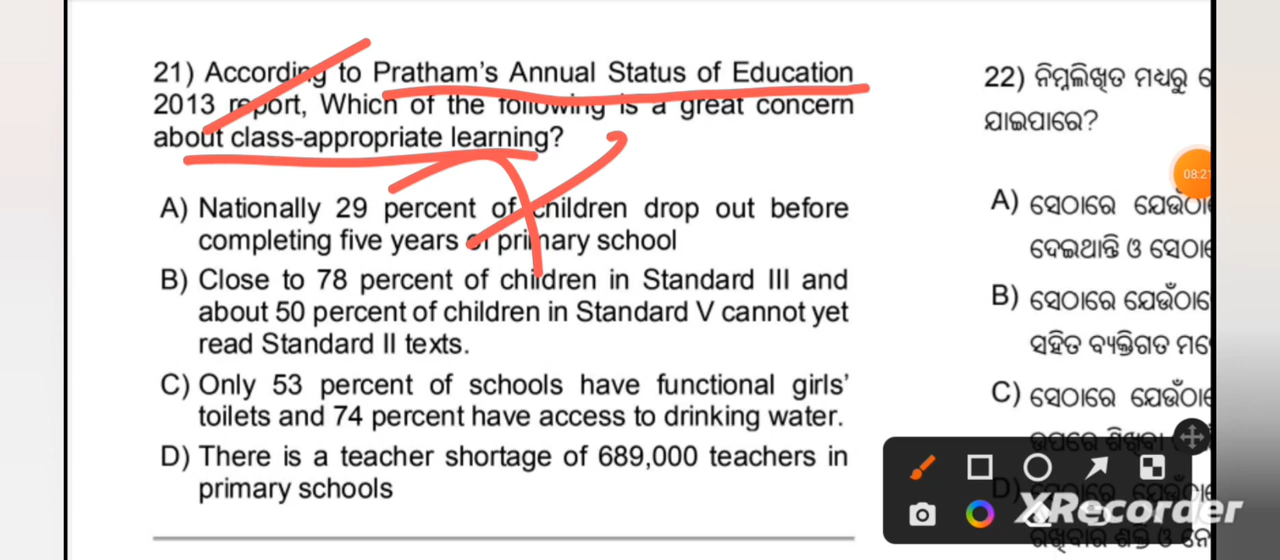 21) According to Pratham's Annual Status of Education
2013 report, Which of the following is a great concern
about class-appropriate learning?
A) Nationally 29 percent of children drop out before
completing five years of primary school
B) Close to 78 percent of children in Standard III and
about 50 percent of children in Standard V cannot yet
read Standard II texts.
C) Only 53 percent of schools have functional girls'
toilets and 74 percent have access to drinking water.
D) There is a teacher shortage of 689,000 teachers in
primary schools
22) ନିମ୍ନଲିଖିତ ମଧ୍ୟରୁ
ଯାଇପାରେ?
A) ସେଠାରେ
ଦେଇଥାନ୍ତି ଓ
B) ସେଠାରେ
ସହିତ ବ୍ୟକ୍ତିଗତ
C) ସେଠାରେ
ଉପରେ ଶିଖିବା
D)
08:21
XRecorder